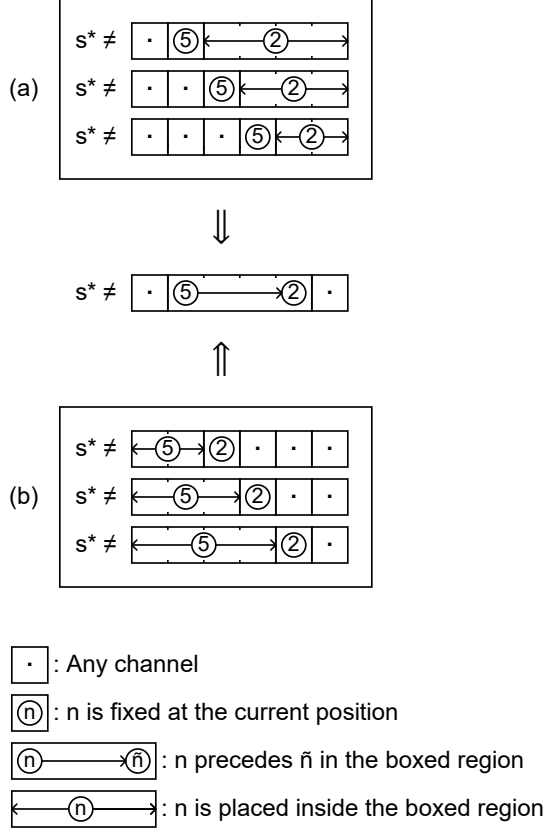 s* ≠ · 5 2
(a) s* ≠ · · 5 2
s* ≠ · · · 5 2
⇓
s* ≠ · 5 2 ·
⇑
s* ≠ 5 2 · · ·
(b) s* ≠ 5 2 · ·
s* ≠ 5 2 ·
· : Any channel
n : n is fixed at the current position
n ñ : n precedes ñ in the boxed region
n : n is placed inside the boxed region